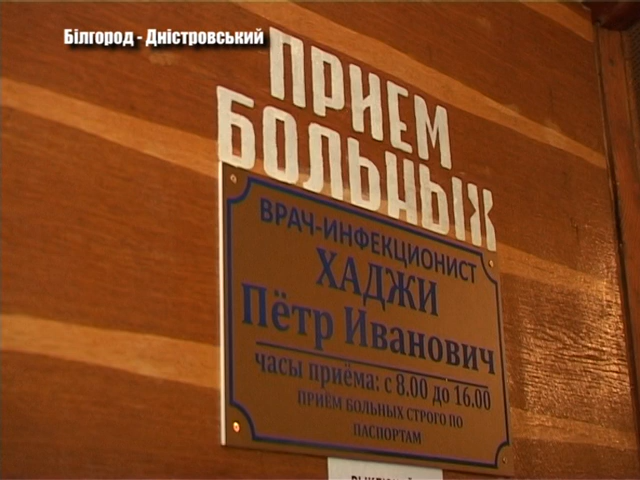 Білгород - Дністровський
ПРИЕМ
БОЛЬНЫХ
ВРАЧ-ИНФЕКЦИОНИСТ
ХАДЖИ
Пётр Иванович
часы приёма: с 8.00 до 16.00
ПРИЁМ БОЛЬНЫХ СТРОГО ПО
ПАСПОРТАМ